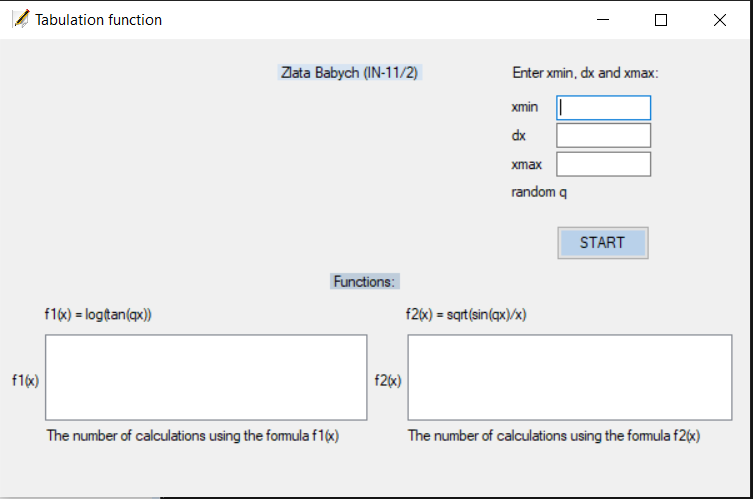 Tabulation function
Zlata Babych (IN-11/2)
Enter xmin, dx and xmax:
xmin
dx
xmax
random q
START
Functions:
f1(x) = log(tan(qx))
f2(x) = sqrt(sin(qx)/x)
f1(x)
f2(x)
The number of calculations using the formula f1(x)
The number of calculations using the formula f2(x)